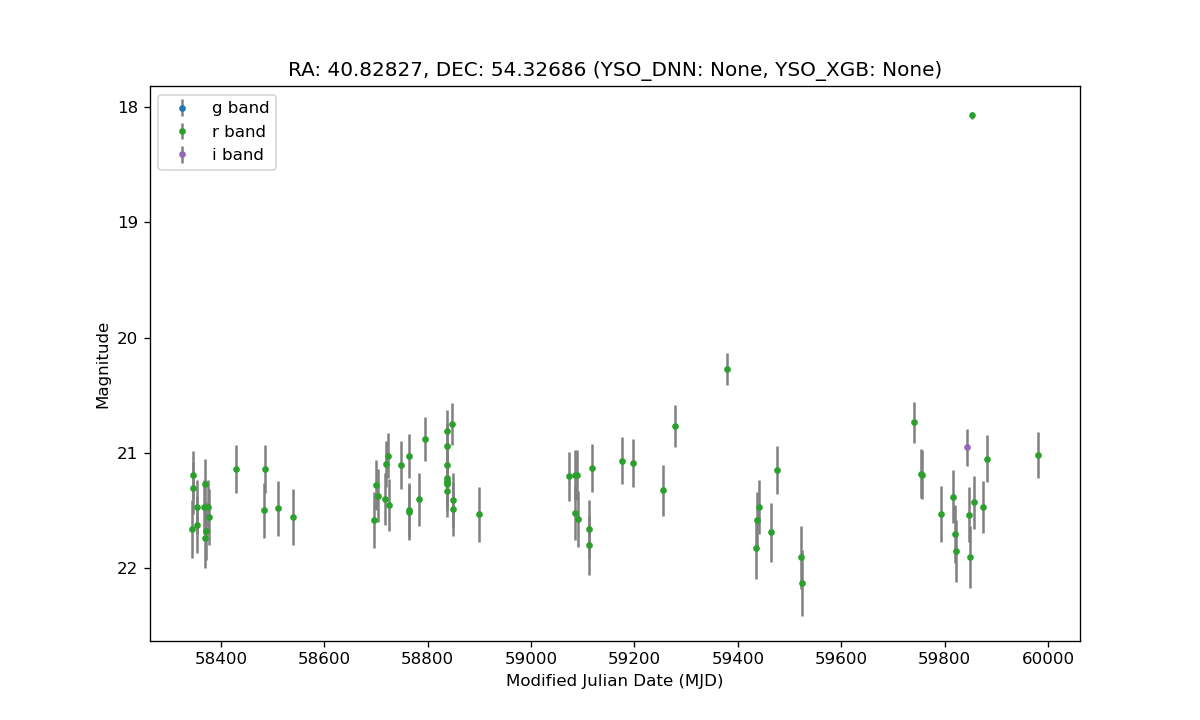 RA: 40.82827, DEC: 54.32686 (YSO_DNN: None, YSO_XGB: None)
g band
r band
i band
18
19
20
21
22
Magnitude
58400 58600 58800 59000 59200 59400 59600 59800 60000
Modified Julian Date (MJD)